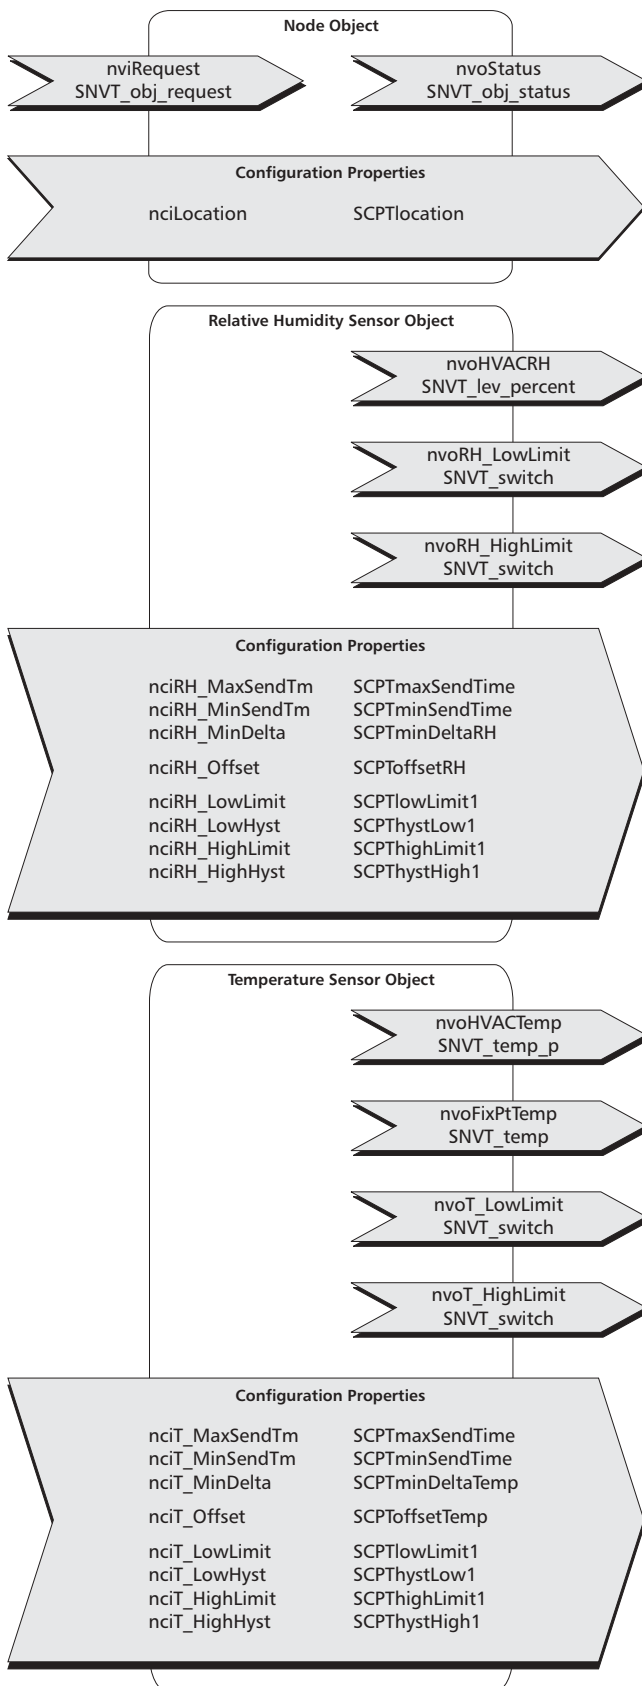 Node Object
nviRequest nvoStatus
SNVT_obj_request SNVT_obj_status
Configuration Properties
nciLocation SCPTlocation
Relative Humidity Sensor Object
nvoHVACRH
SNVT_lev_percent
nvoRH_LowLimit
SNVT_switch
nvoRH_HighLimit
SNVT_switch
Configuration Properties
nciRH_MaxSendTm SCPTmaxSendTime
nciRH_MinSendTm SCPTminSendTime
nciRH_MinDelta SCPTminDeltaRH
nciRH_Offset SCPToffsetRH
nciRH_LowLimit SCPTlowLimit1
nciRH_LowHyst SCPThystLow1
nciRH_HighLimit SCPThighLimit1
nciRH_HighHyst SCPThystHigh1
Temperature Sensor Object
nvoHVACTemp
SNVT_temp_p
nvoFixPtTemp
SNVT_temp
nvoT_LowLimit
SNVT_switch
nvoT_HighLimit
SNVT_switch
Configuration Properties
nciT_MaxSendTm SCPTmaxSendTime
nciT_MinSendTm SCPTminSendTime
nciT_MinDelta SCPTminDeltaTemp
nciT_Offset SCPToffsetTemp
nciT_LowLimit SCPTlowLimit1
nciT_LowHyst SCPThystLow1
nciT_HighLimit SCPThighLimit1
nciT_HighHyst SCPThystHigh1